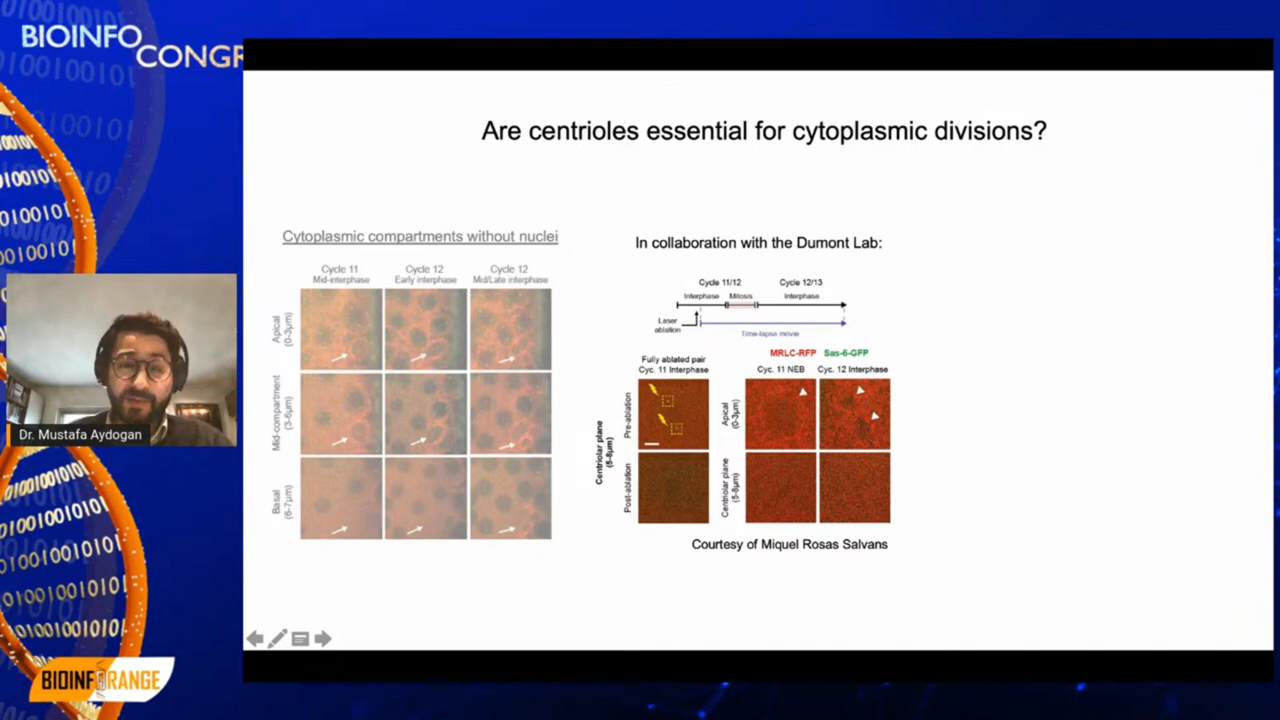 BIOINFO
CONGR
Are centrioles essential for cytoplasmic divisions?
Cytoplasmic compartments without nuclei
Cycle 11
Mid-interphase
Cycle 12
Early interphase
Cycle 12
Mid/Late interphase
Apical
(0-3μm)
Mid-compartment
(3-6μm)
Basal
(6-7μm)
In collaboration with the Dumont Lab:
Cycle 11/12
Cycle 12/13
Interphase
Mitosis
Interphase
Laser
ablation
Time-lapse movie
MRLC-RFP
Sas-6-GFP
Fully ablated pair
Cyc. 11 Interphase
Cyc. 11 NEB
Cyc. 12 Interphase
Centriolar plane
(5-8μm)
Pre-ablation
Post-ablation
Apical
(0-3μm)
Centriolar plane
(5-8μm)
Courtesy of Miquel Rosas Salvans
Dr. Mustafa Aydogan
BIOINFORANGE